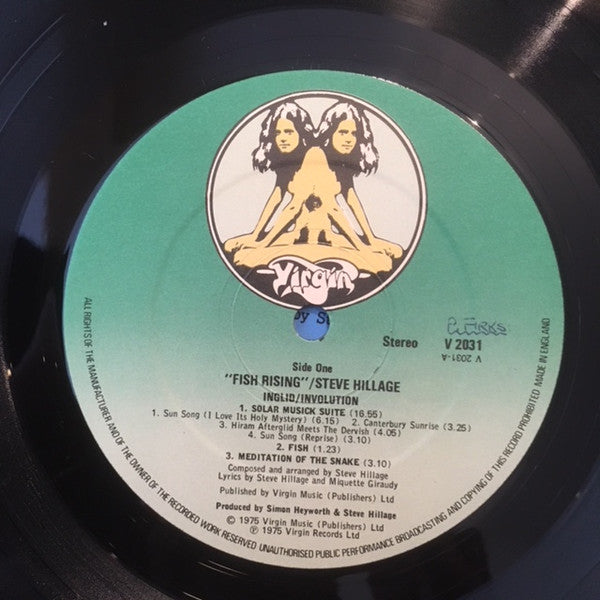 Virgin
by St
Stereo
V 2031
V 2031-A
Side One
"FISH RISING"/STEVE HILLAGE
INGLID/INVOLUTION
1. SOLAR MUSICK SUITE (16.55)
1. Sun Song (I Love Its Holy Mystery) (6.15) 2. Canterbury Sunrise (3.25)
3. Hiram Afterglid Meets The Dervish (4.05)
4. Sun Song (Reprise) (3.10)
2. FISH (1.23)
3. MEDITATION OF THE SNAKE (3.10)
Composed and arranged by Steve Hillage
Lyrics by Steve Hillage and Miquette Giraudy
Published by Virgin Music (Publishers) Ltd
Produced by Simon Heyworth & Steve Hillage
© 1975 Virgin Music (Publishers) Ltd
℗ 1975 Virgin Records Ltd
ALL RIGHTS OF THE MANUFACTURER AND OF THE OWNER OF THE RECORDED WORK RESERVED UNAUTHORISED PUBLIC PERFORMANCE BROADCASTING AND COPYING OF THIS RECORD PROHIBITED MADE IN ENGLAND